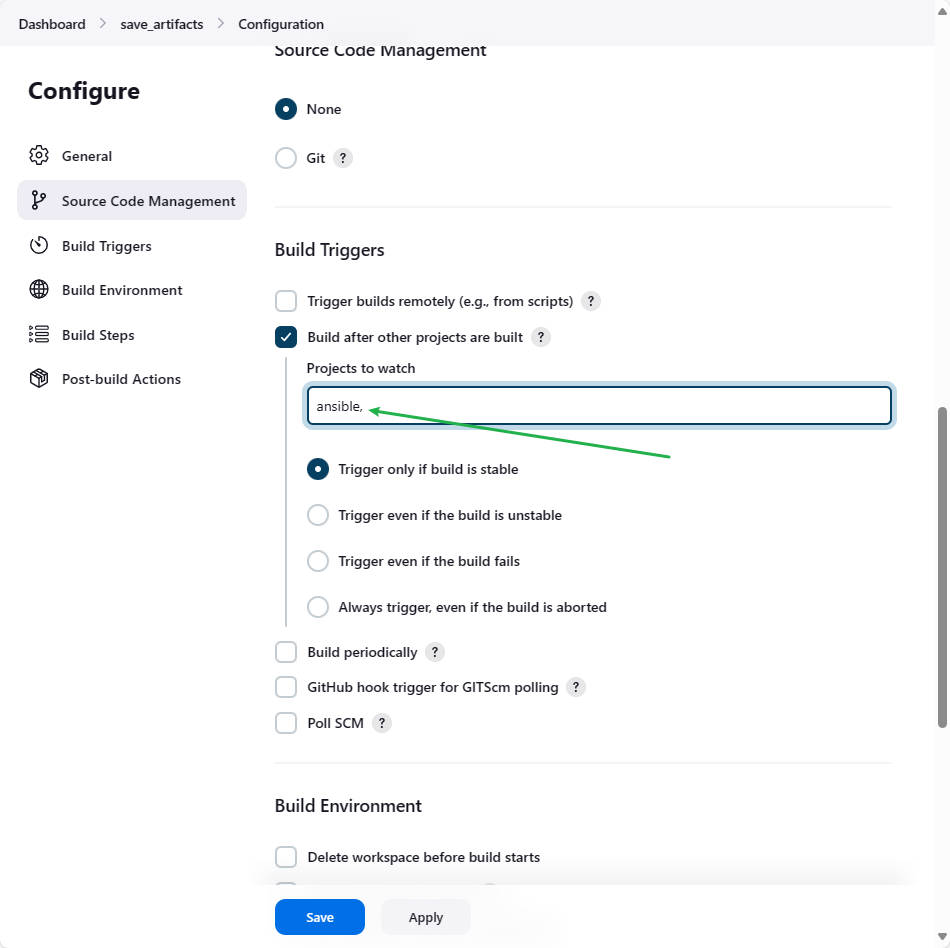 Dashboard > save_artifacts > Configuration
Configure
General
Source Code Management
Build Triggers
Build Environment
Build Steps
Post-build Actions
Source Code Management
None
Git ?
Build Triggers
Trigger builds remotely (e.g., from scripts) ?
Build after other projects are built ?
Projects to watch
ansible,
Trigger only if build is stable
Trigger even if the build is unstable
Trigger even if the build fails
Always trigger, even if the build is aborted
Build periodically ?
GitHub hook trigger for GITScm polling ?
Poll SCM ?
Build Environment
Delete workspace before build starts
Save Apply